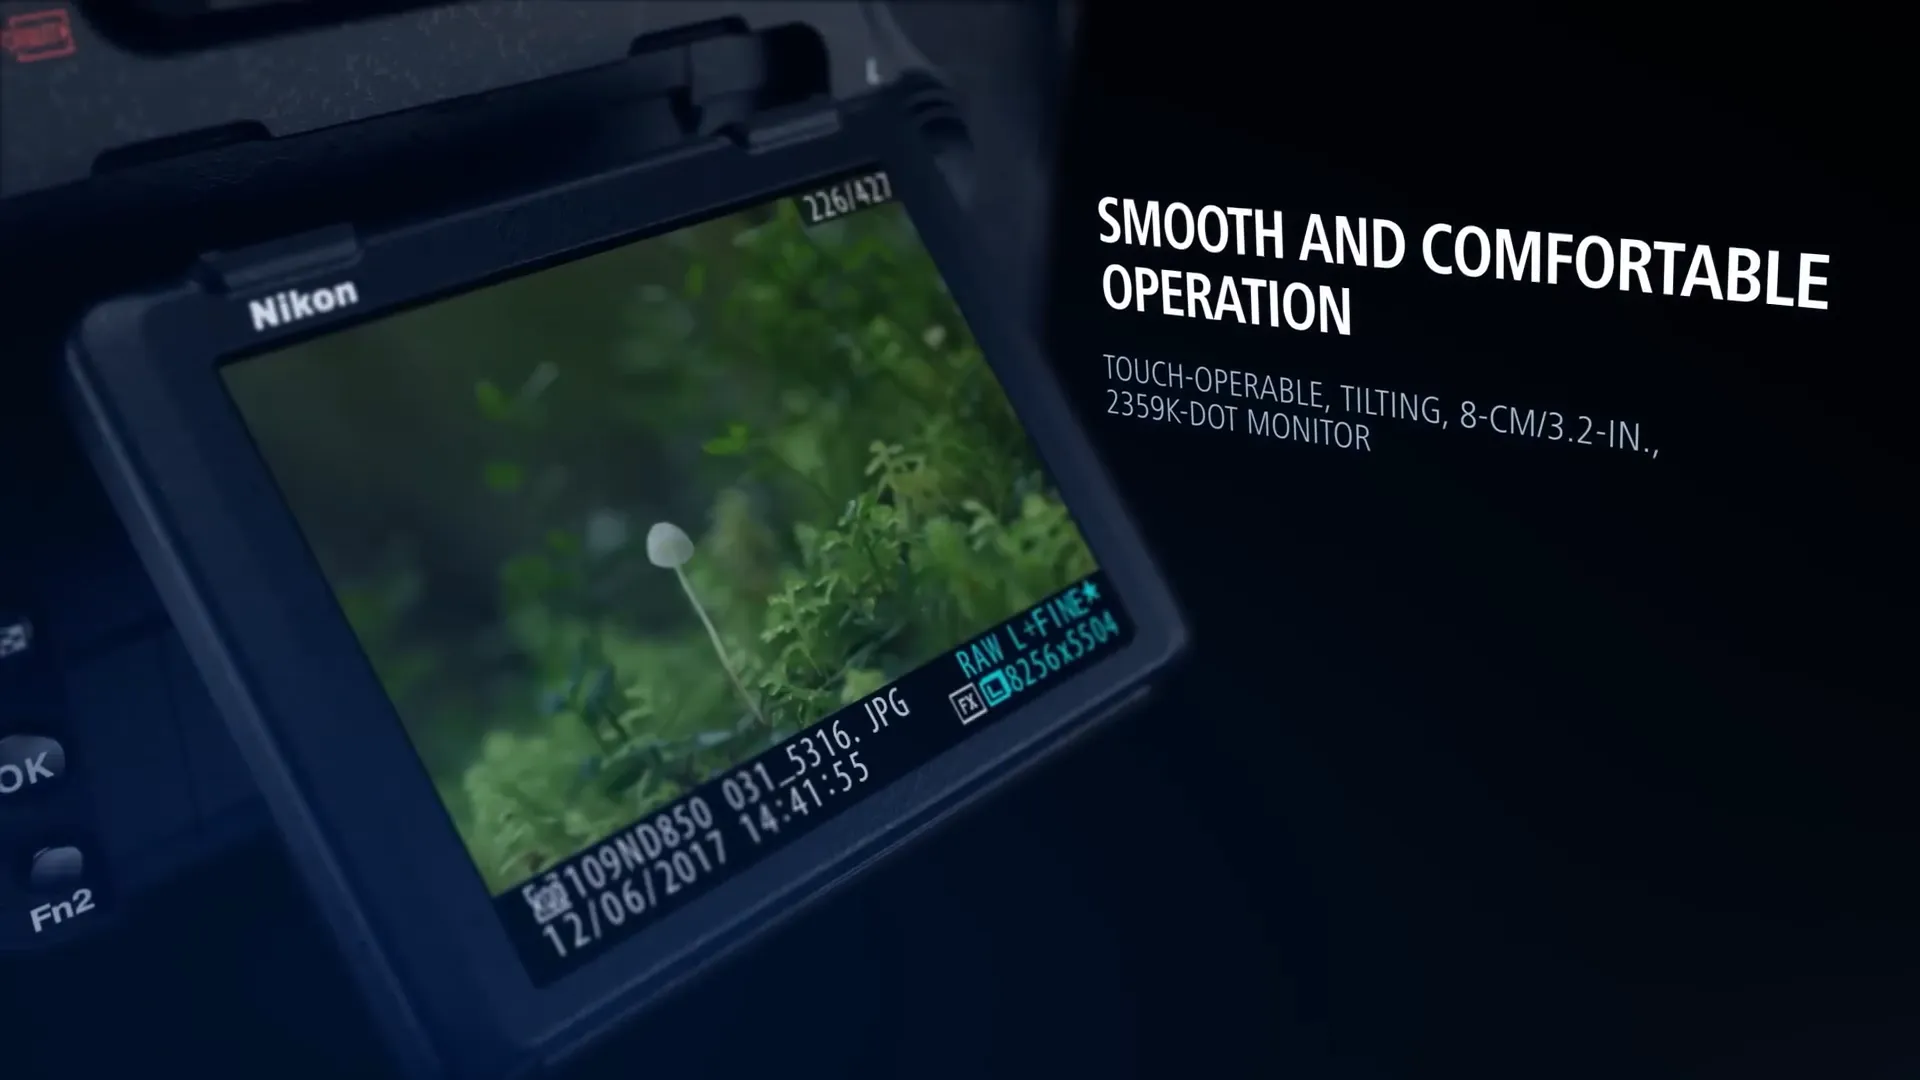 L
226/427
Nikon
SMOOTH AND COMFORTABLE
OPERATION
TOUCH-OPERABLE, TILTING, 8-CM/3.2-IN.,
2359K-DOT MONITOR
RAW L+FINE★
FX L 8256x5504
109ND850 031_5316.JPG
12/06/2017 14:41:55
OK
Fn2